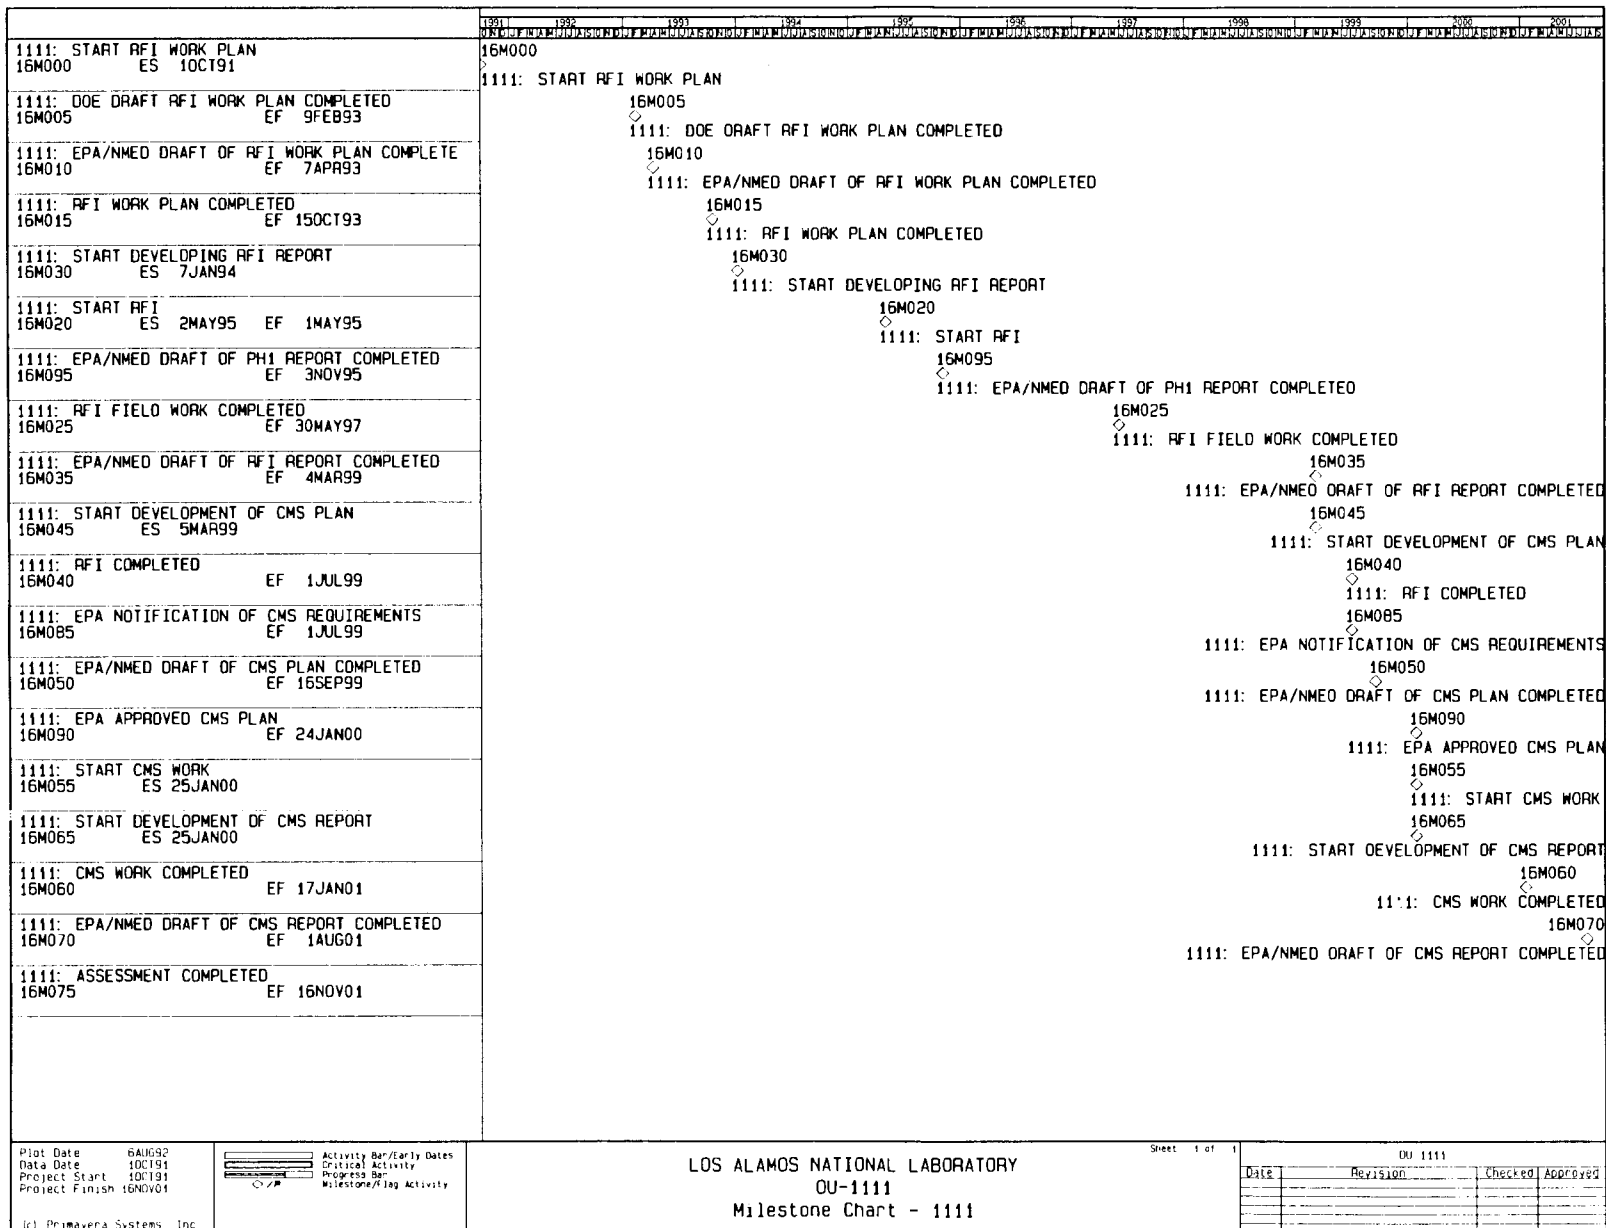 1991 1992 1993 1994 1995 1996 1997 1998 1999 2000 2001
1111: START RFI WORK PLAN
16M000 ES 1OCT91
1111: DOE DRAFT RFI WORK PLAN COMPLETED
16M005 EF 9FEB93
1111: EPA/NMED DRAFT OF RFI WORK PLAN COMPLETE
16M010 EF 7APR93
1111: RFI WORK PLAN COMPLETED
16M015 EF 15OCT93
1111: START DEVELOPING RFI REPORT
16M030 ES 7JAN94
1111: START RFI
16M020 ES 2MAY95 EF 1MAY95
1111: EPA/NMED DRAFT OF PH1 REPORT COMPLETED
16M095 EF 3NOV95
1111: RFI FIELD WORK COMPLETED
16M025 EF 30MAY97
1111: EPA/NMED DRAFT OF RFI REPORT COMPLETED
16M035 EF 4MAR99
1111: START DEVELOPMENT OF CMS PLAN
16M045 ES 5MAR99
1111: RFI COMPLETED
16M040 EF 1JUL99
1111: EPA NOTIFICATION OF CMS REQUIREMENTS
16M085 EF 1JUL99
1111: EPA/NMED DRAFT OF CMS PLAN COMPLETED
16M050 EF 16SEP99
1111: EPA APPROVED CMS PLAN
16M090 EF 24JAN00
1111: START CMS WORK
16M055 ES 25JAN00
1111: START DEVELOPMENT OF CMS REPORT
16M065 ES 25JAN00
1111: CMS WORK COMPLETED
16M060 EF 17JAN01
1111: EPA/NMED DRAFT OF CMS REPORT COMPLETED
16M070 EF 1AUG01
1111: ASSESSMENT COMPLETED
16M075 EF 16NOV01
16M000
1111: START RFI WORK PLAN
16M005
1111: DOE DRAFT RFI WORK PLAN COMPLETED
16M010
1111: EPA/NMED DRAFT OF RFI WORK PLAN COMPLETED
16M015
1111: RFI WORK PLAN COMPLETED
16M030
1111: START DEVELOPING RFI REPORT
16M020
1111: START RFI
16M095
1111: EPA/NMED DRAFT OF PH1 REPORT COMPLETED
16M025
1111: RFI FIELD WORK COMPLETED
16M035
1111: EPA/NMED DRAFT OF RFI REPORT COMPLETED
16M045
1111: START DEVELOPMENT OF CMS PLAN
16M040
1111: RFI COMPLETED
16M085
1111: EPA NOTIFICATION OF CMS REQUIREMENTS
16M050
1111: EPA/NMED DRAFT OF CMS PLAN COMPLETED
16M090
1111: EPA APPROVED CMS PLAN
16M055
1111: START CMS WORK
16M065
1111: START DEVELOPMENT OF CMS REPORT
16M060
1111: CMS WORK COMPLETED
16M070
1111: EPA/NMED DRAFT OF CMS REPORT COMPLETED
Plot Date 6AUG92
Data Date 1OCT91
Project Start 1OCT91
Project Finish 16NOV01
(c) Primavera Systems, Inc
Activity Bar/Early Dates
Critical Activity
Progress Bar
Milestone/Flag Activity
LOS ALAMOS NATIONAL LABORATORY
OU-1111
Milestone Chart - 1111
Sheet 1 of 1
OU 1111
Date Revision Checked Approved